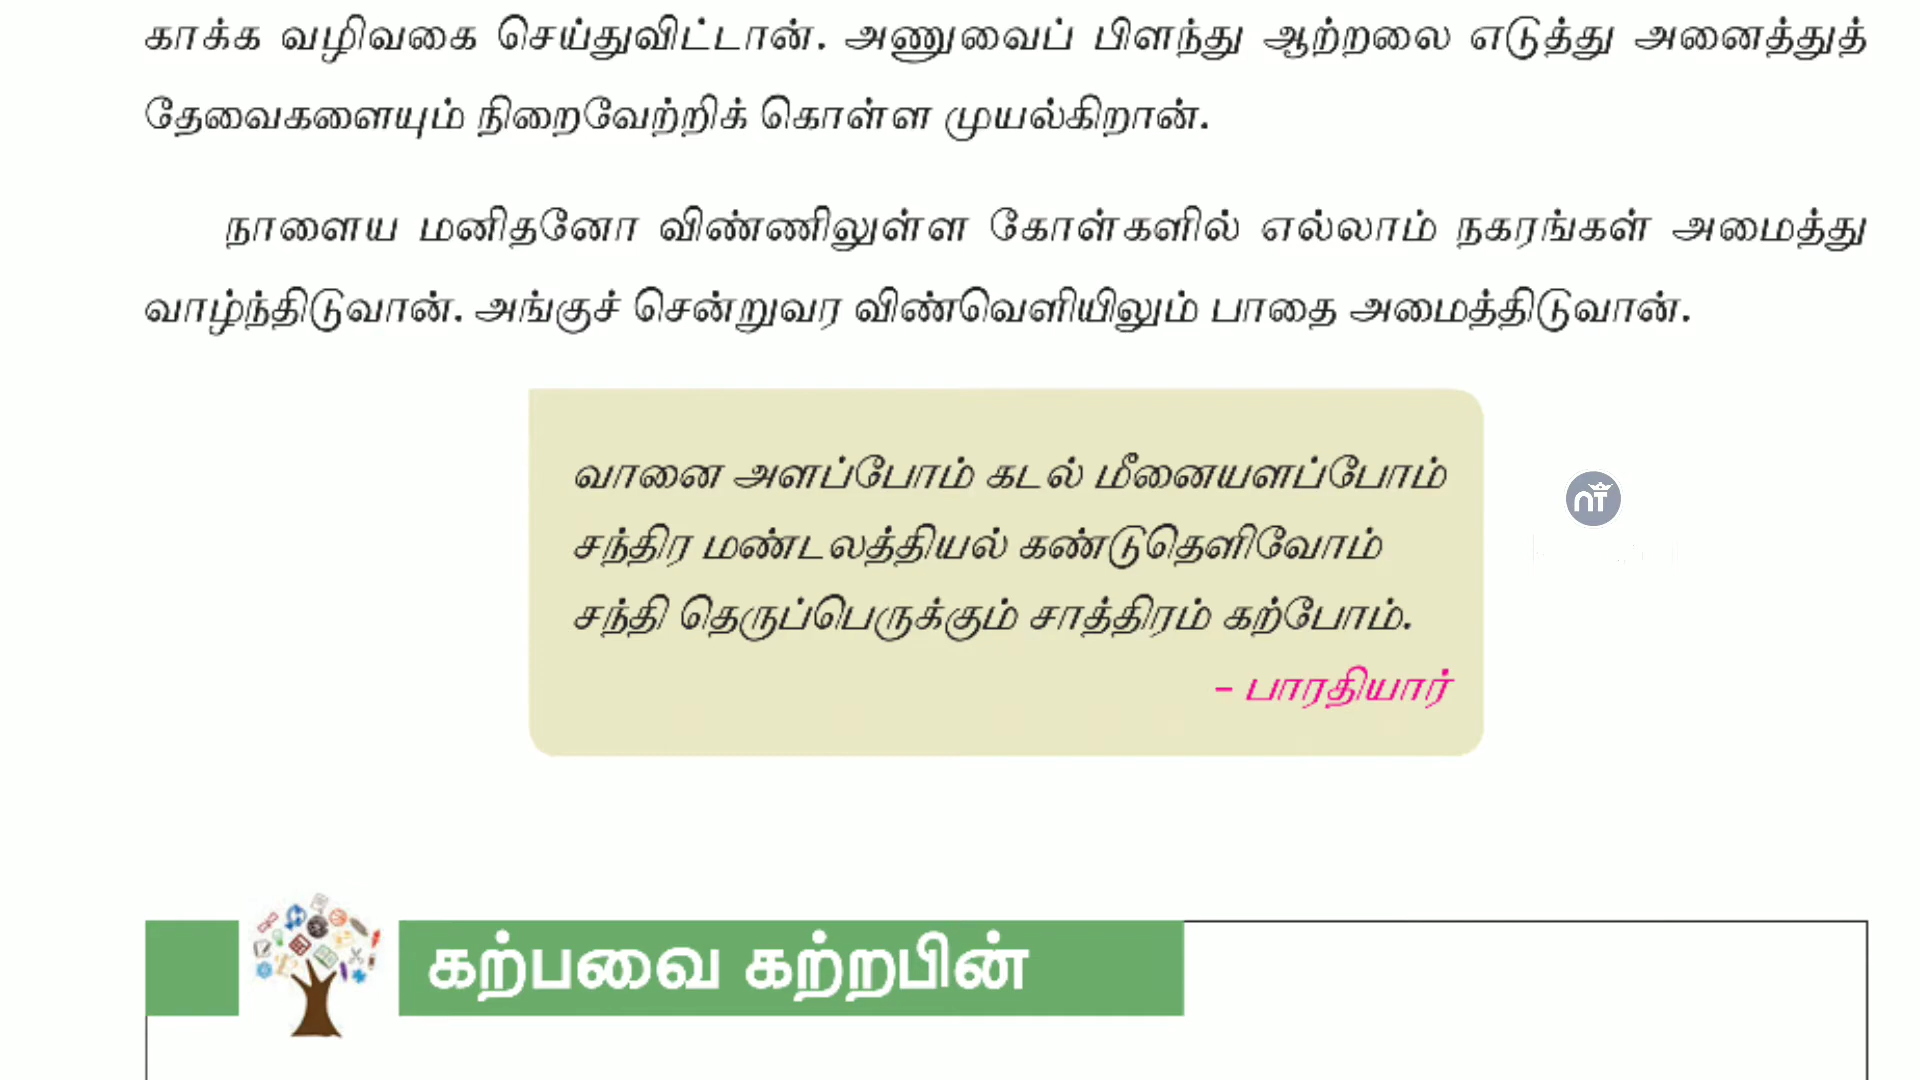 காக்க வழிவகை செய்துவிட்டான். அணுவைப் பிளந்து ஆற்றலை எடுத்து அனைத்துத்
தேவைகளையும் நிறைவேற்றிக் கொள்ள முயல்கிறான்.
நாளைய மனிதனோ விண்ணிலுள்ள கோள்களில் எல்லாம் நகரங்கள் அமைத்து
வாழ்ந்திடுவான். அங்குச் சென்றுவர விண்வெளியிலும் பாதை அமைத்திடுவான்.
வானை அளப்போம் கடல் மீனையளப்போம்
சந்திர மண்டலத்தியல் கண்டுதெளிவோம்
சந்தி தெருப்பெருக்கும் சாத்திரம் கற்போம்.
– பாரதியார்
nT
கற்பவை கற்றபின்